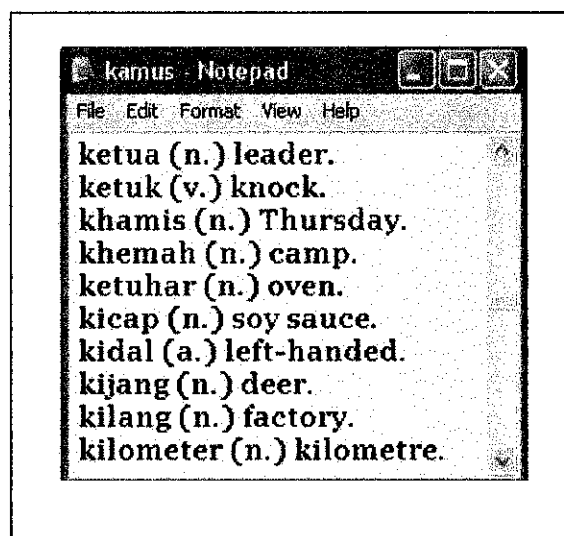 kamus - Notepad
File Edit Format View Help
ketua (n.) leader.
ketuk (v.) knock.
khamis (n.) Thursday.
khemah (n.) camp.
ketuhar (n.) oven.
kicap (n.) soy sauce.
kidal (a.) left-handed.
kijang (n.) deer.
kilang (n.) factory.
kilometer (n.) kilometre.